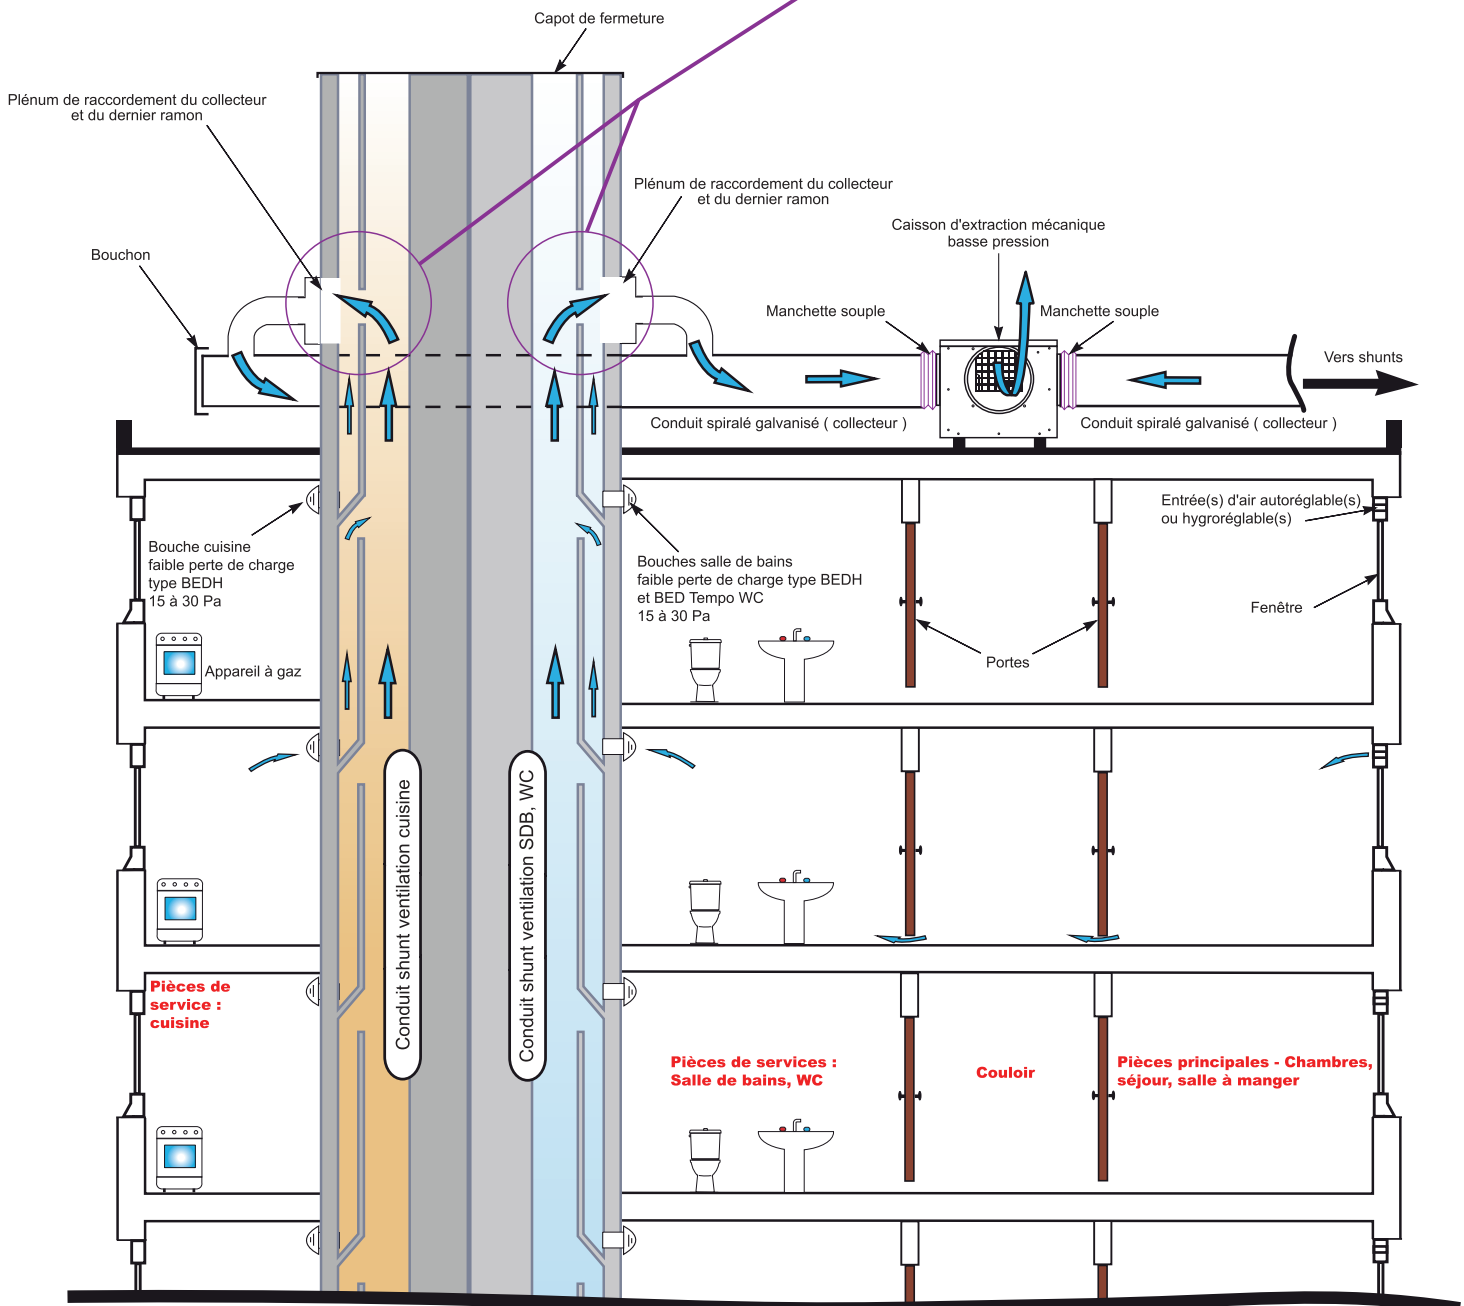 Capot de fermeture
Plénum de raccordement du collecteur
et du dernier ramon
Plénum de raccordement du collecteur
et du dernier ramon
Caisson d'extraction mécanique
basse pression
Bouchon
Manchette souple
Manchette souple
Vers shunts
Conduit spiralé galvanisé ( collecteur )
Conduit spiralé galvanisé ( collecteur )
Entrée(s) d'air autoréglable(s)
ou hygroréglable(s)
Bouche cuisine
faible perte de charge
type BEDH
15 à 30 Pa
Bouches salle de bains
faible perte de charge type BEDH
et BED Tempo WC
15 à 30 Pa
Fenêtre
Portes
Appareil à gaz
Conduit shunt ventilation cuisine
Conduit shunt ventilation SDB, WC
Pièces de
service :
cuisine
Pièces de services :
Salle de bains, WC
Couloir
Pièces principales - Chambres,
séjour, salle à manger